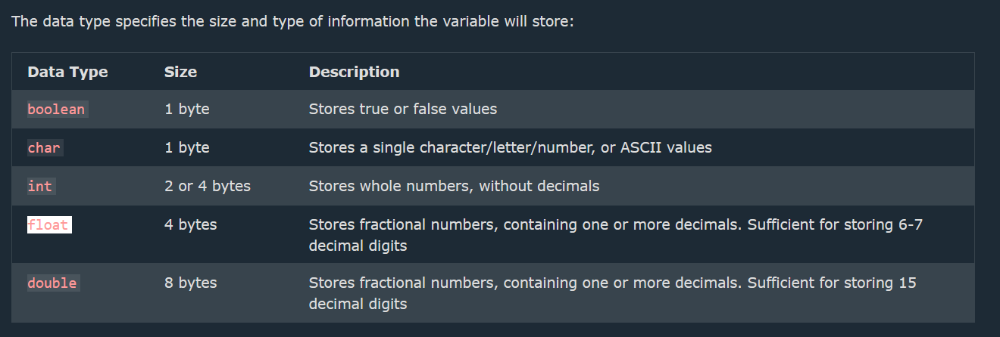 The data type specifies the size and type of information the variable will store:
Data Type Size Description
boolean 1 byte Stores true or false values
char 1 byte Stores a single character/letter/number, or ASCII values
int 2 or 4 bytes Stores whole numbers, without decimals
float 4 bytes Stores fractional numbers, containing one or more decimals. Sufficient for storing 6-7
decimal digits
double 8 bytes Stores fractional numbers, containing one or more decimals. Sufficient for storing 15
decimal digits